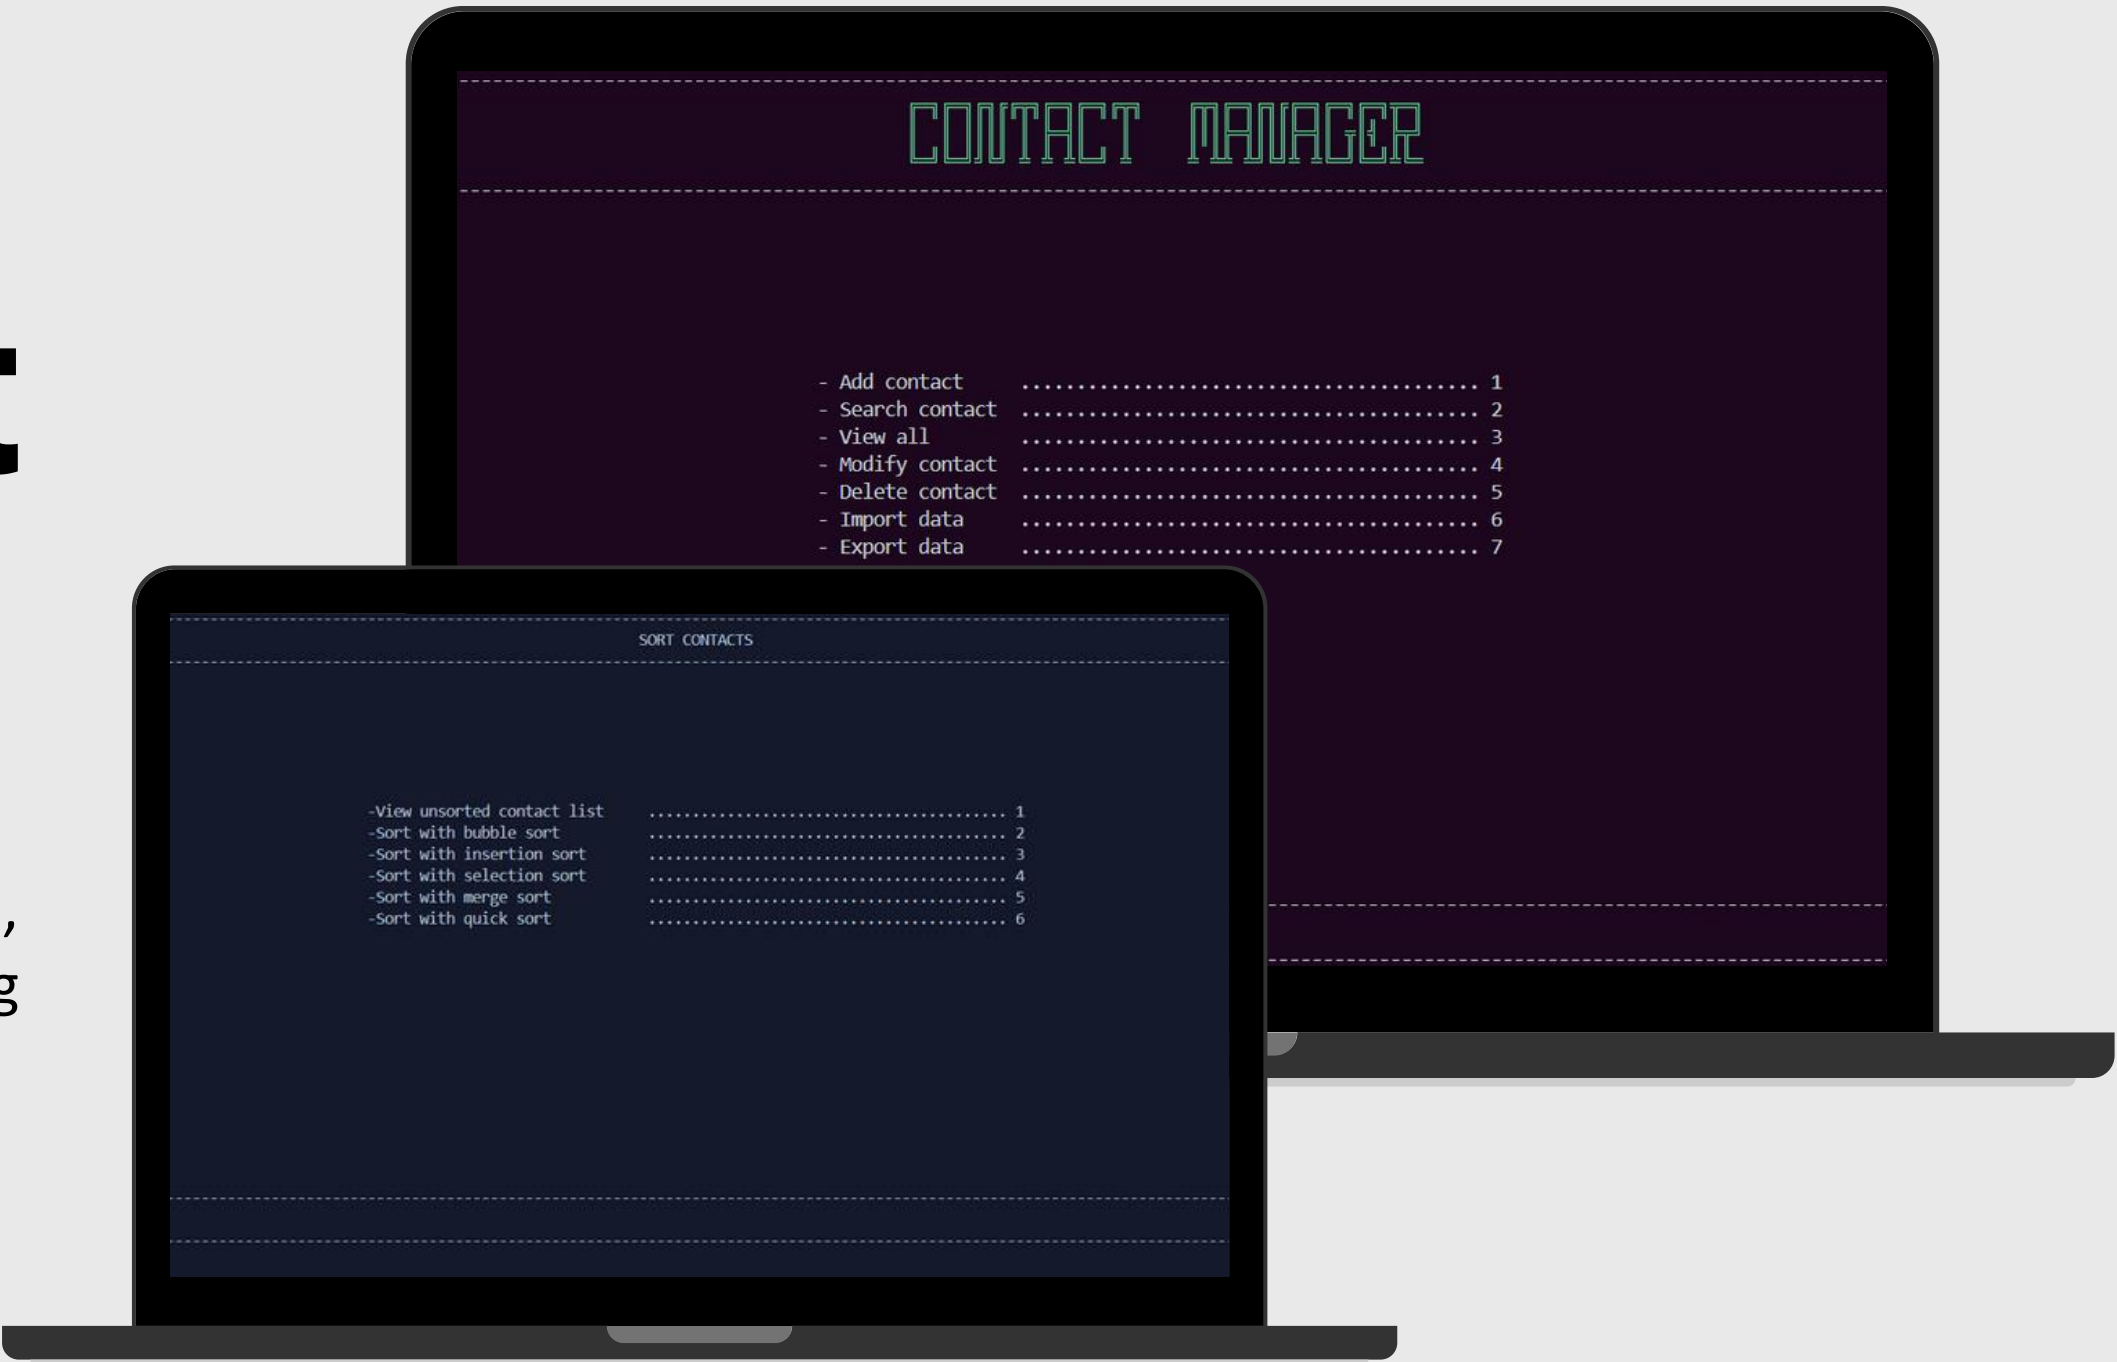 CONTACT MANAGER
- Add contact ......................................... 1
- Search contact ......................................... 2
- View all ......................................... 3
- Modify contact ......................................... 4
- Delete contact ......................................... 5
- Import data ......................................... 6
- Export data ......................................... 7
SORT CONTACTS
-View unsorted contact list ......................................... 1
-Sort with bubble sort ......................................... 2
-Sort with insertion sort ......................................... 3
-Sort with selection sort ......................................... 4
-Sort with merge sort ......................................... 5
-Sort with quick sort ......................................... 6